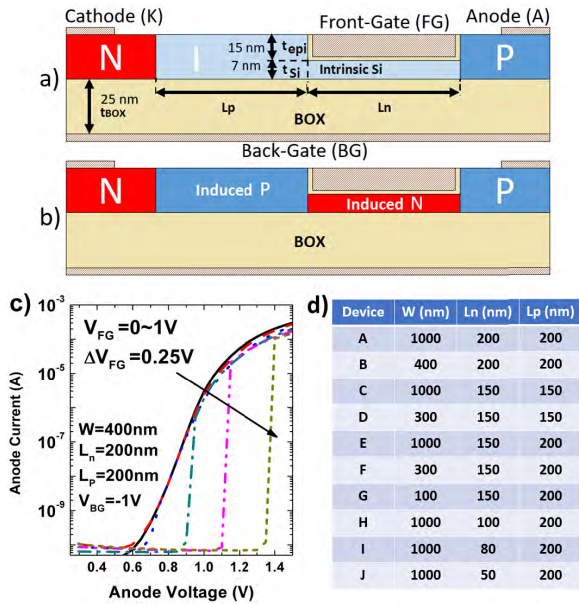 Cathode (K) Front-Gate (FG) Anode (A)
a)
N I P
15 nm tepi
7 nm tSi Intrinsic Si
25 nm
tBOX
Lp Ln
BOX
Back-Gate (BG)
b)
N Induced P Induced N P
BOX
c)
Anode Current (A)
10-3
10-5
10-7
10-9
VFG=0~1V
ΔVFG=0.25V
W=400nm
Ln=200nm
LP=200nm
VBG=-1V
0.4 0.6 0.8 1.0 1.2 1.4
Anode Voltage (V)
d)
Device W (nm) Ln (nm) Lp (nm)
A 1000 200 200
B 400 200 200
C 1000 150 150
D 300 150 150
E 1000 150 200
F 300 150 200
G 100 150 200
H 1000 100 200
I 1000 80 200
J 1000 50 200